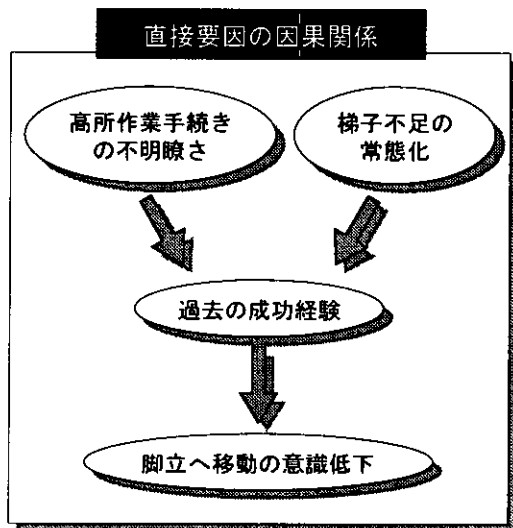 直接要因の因果関係
高所作業手続き
の不明瞭さ
梯子不足の
常態化
過去の成功経験
脚立へ移動の意識低下